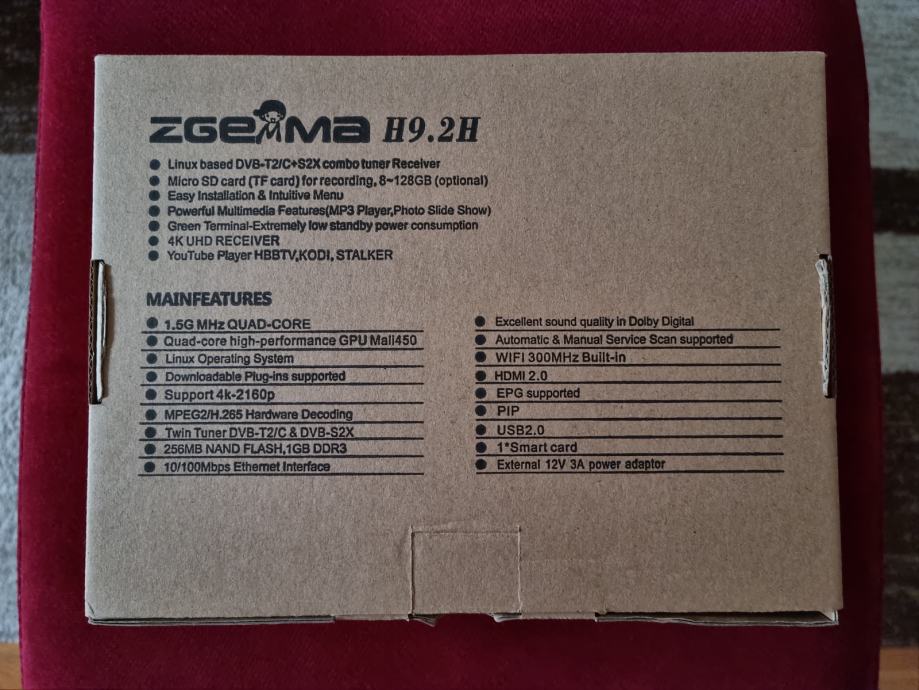 ZGEMMA H9.2H
Linux based DVB-T2/C+S2X combo tuner Receiver
Micro SD card (TF card) for recording, 8~128GB (optional)
Easy Installation & Intuitive Menu
Powerful Multimedia Features(MP3 Player,Photo Slide Show)
Green Terminal-Extremely low standby power consumption
4K UHD RECEIVER
YouTube Player HBBTV,KODI, STALKER
MAINFEATURES
1.5G MHz QUAD-CORE
Quad-core high-performance GPU Mali450
Linux Operating System
Downloadable Plug-ins supported
Support 4k-2160p
MPEG2/H.265 Hardware Decoding
Twin Tuner DVB-T2/C & DVB-S2X
256MB NAND FLASH,1GB DDR3
10/100Mbps Ethernet Interface
Excellent sound quality in Dolby Digital
Automatic & Manual Service Scan supported
WIFI 300MHz Built-in
HDMI 2.0
EPG supported
PIP
USB2.0
1*Smart card
External 12V 3A power adaptor